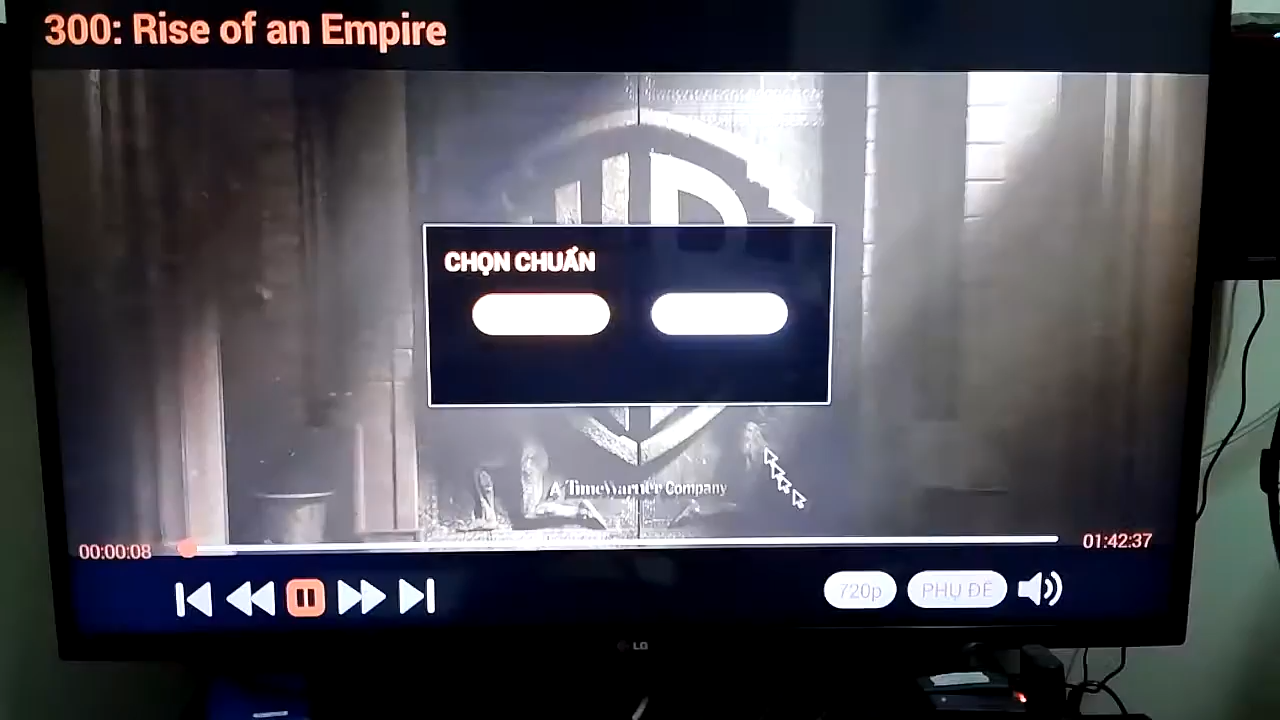 300: Rise of an Empire
CHỌN CHUẨN
A TimeWarner Company
00:00:08
01:42:37
720p
PHỤ ĐỀ
LG